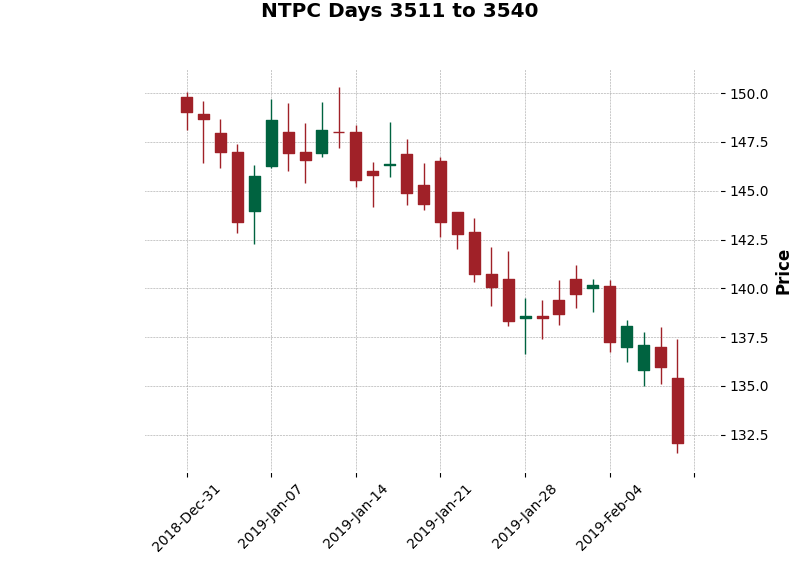 NTPC Days 3511 to 3540
150.0
147.5
145.0
142.5
140.0
137.5
135.0
132.5
Price
2018-Dec-31
2019-Jan-07
2019-Jan-14
2019-Jan-21
2019-Jan-28
2019-Feb-04